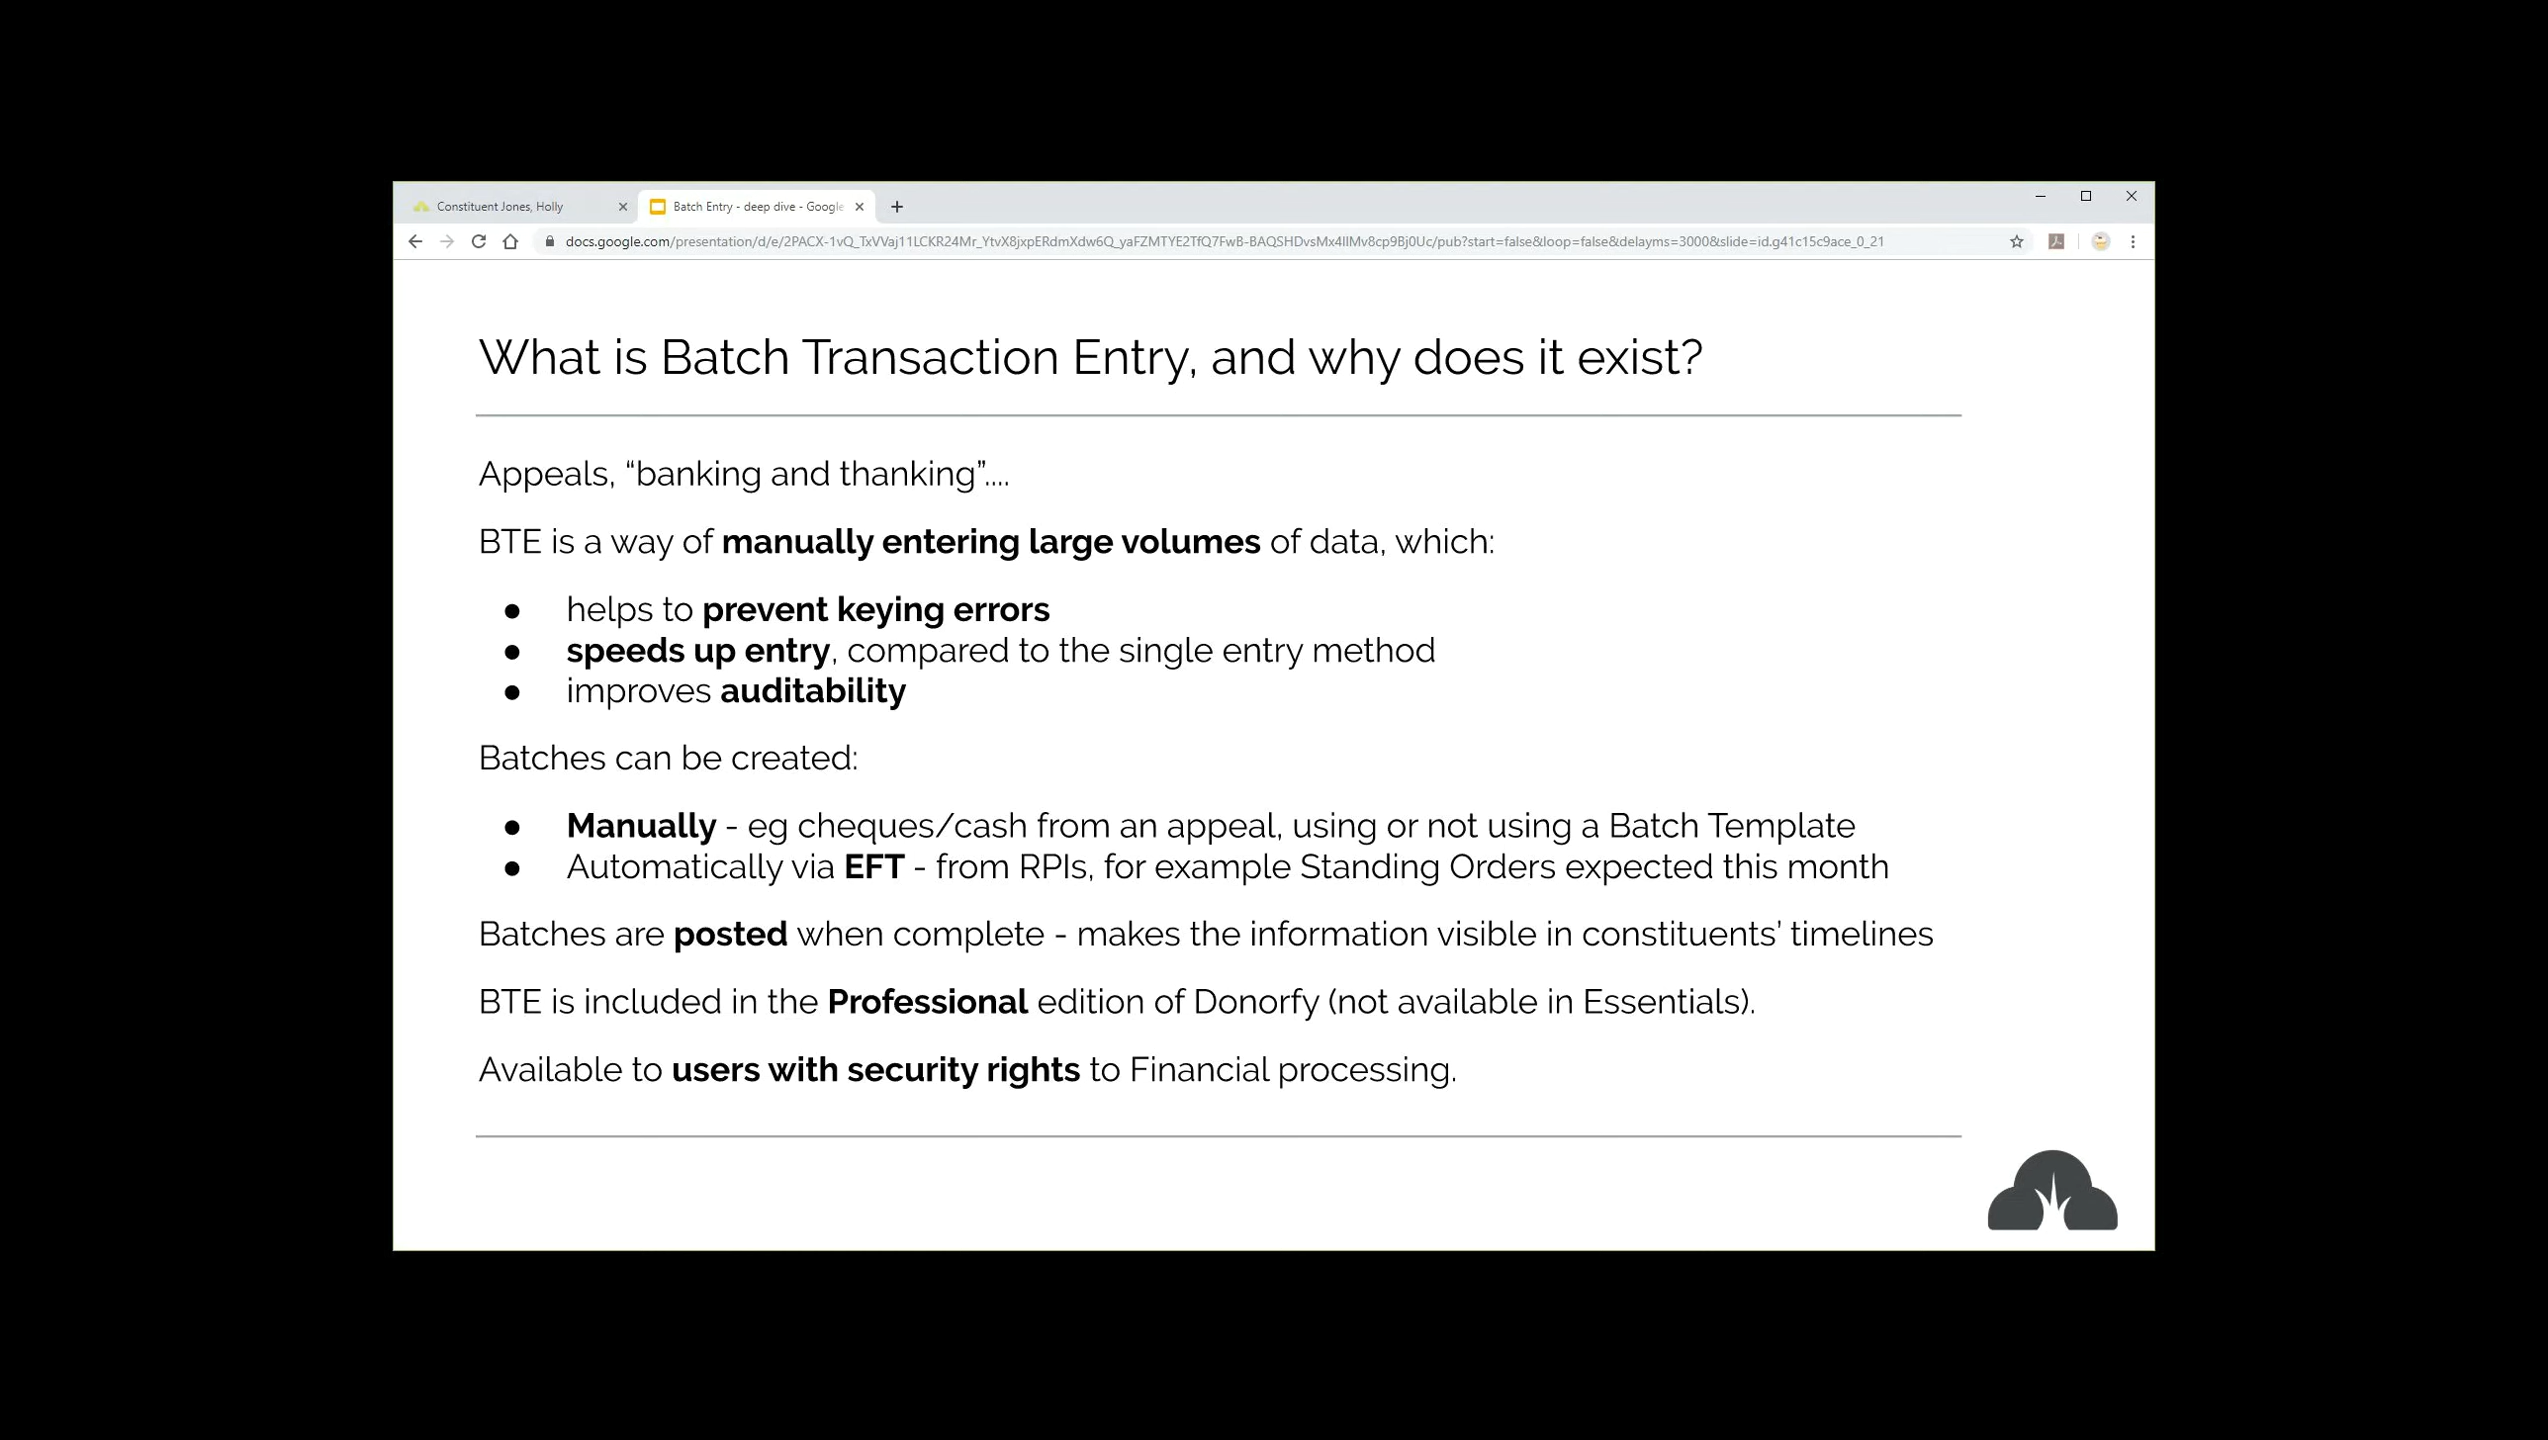 Constituent Jones, Holly
Batch Entry - deep dive - Google
docs.google.com/presentation/d/e/2PACX-1vQ_TxVVaj11LCKR24Mr_YtvX8jxpERdmXdw6Q_yaFZMTYE2TfQ7FwB-BAQSHDvsMx4IIMv8cp9Bj0Uc/pub?start=false&loop=false&delayms=3000&slide=id.g41c15c9ace_0_21
What is Batch Transaction Entry, and why does it exist?
Appeals, “banking and thanking”....
BTE is a way of manually entering large volumes of data, which:
● helps to prevent keying errors
● speeds up entry, compared to the single entry method
● improves auditability
Batches can be created:
● Manually - eg cheques/cash from an appeal, using or not using a Batch Template
● Automatically via EFT - from RPIs, for example Standing Orders expected this month
Batches are posted when complete - makes the information visible in constituents’ timelines
BTE is included in the Professional edition of Donorfy (not available in Essentials).
Available to users with security rights to Financial processing.